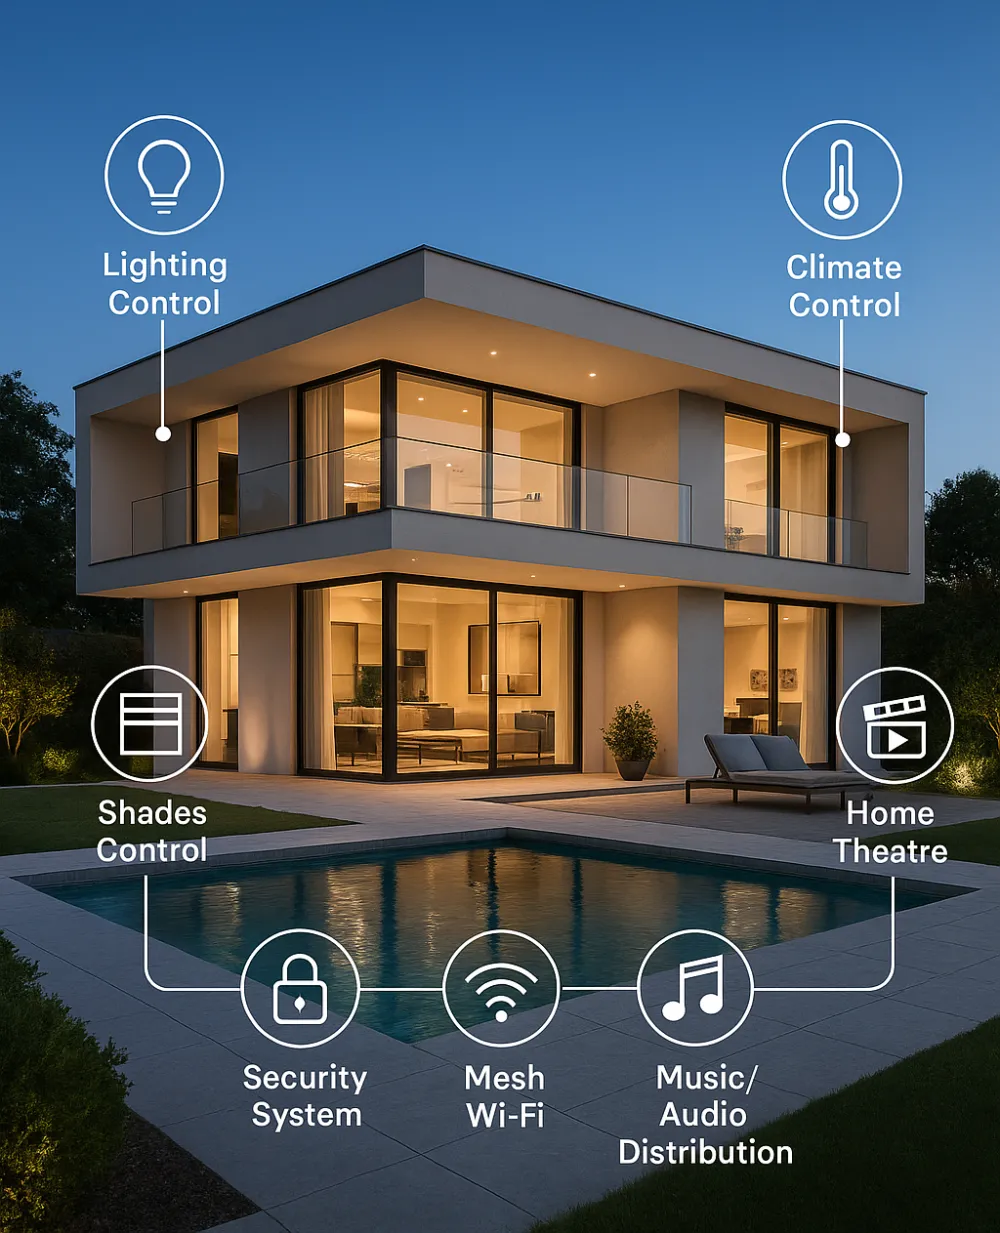 Lighting
Control
Climate
Control
Shades
Control
Home
Theatre
Security
System
Mesh
Wi-Fi
Music/
Audio
Distribution